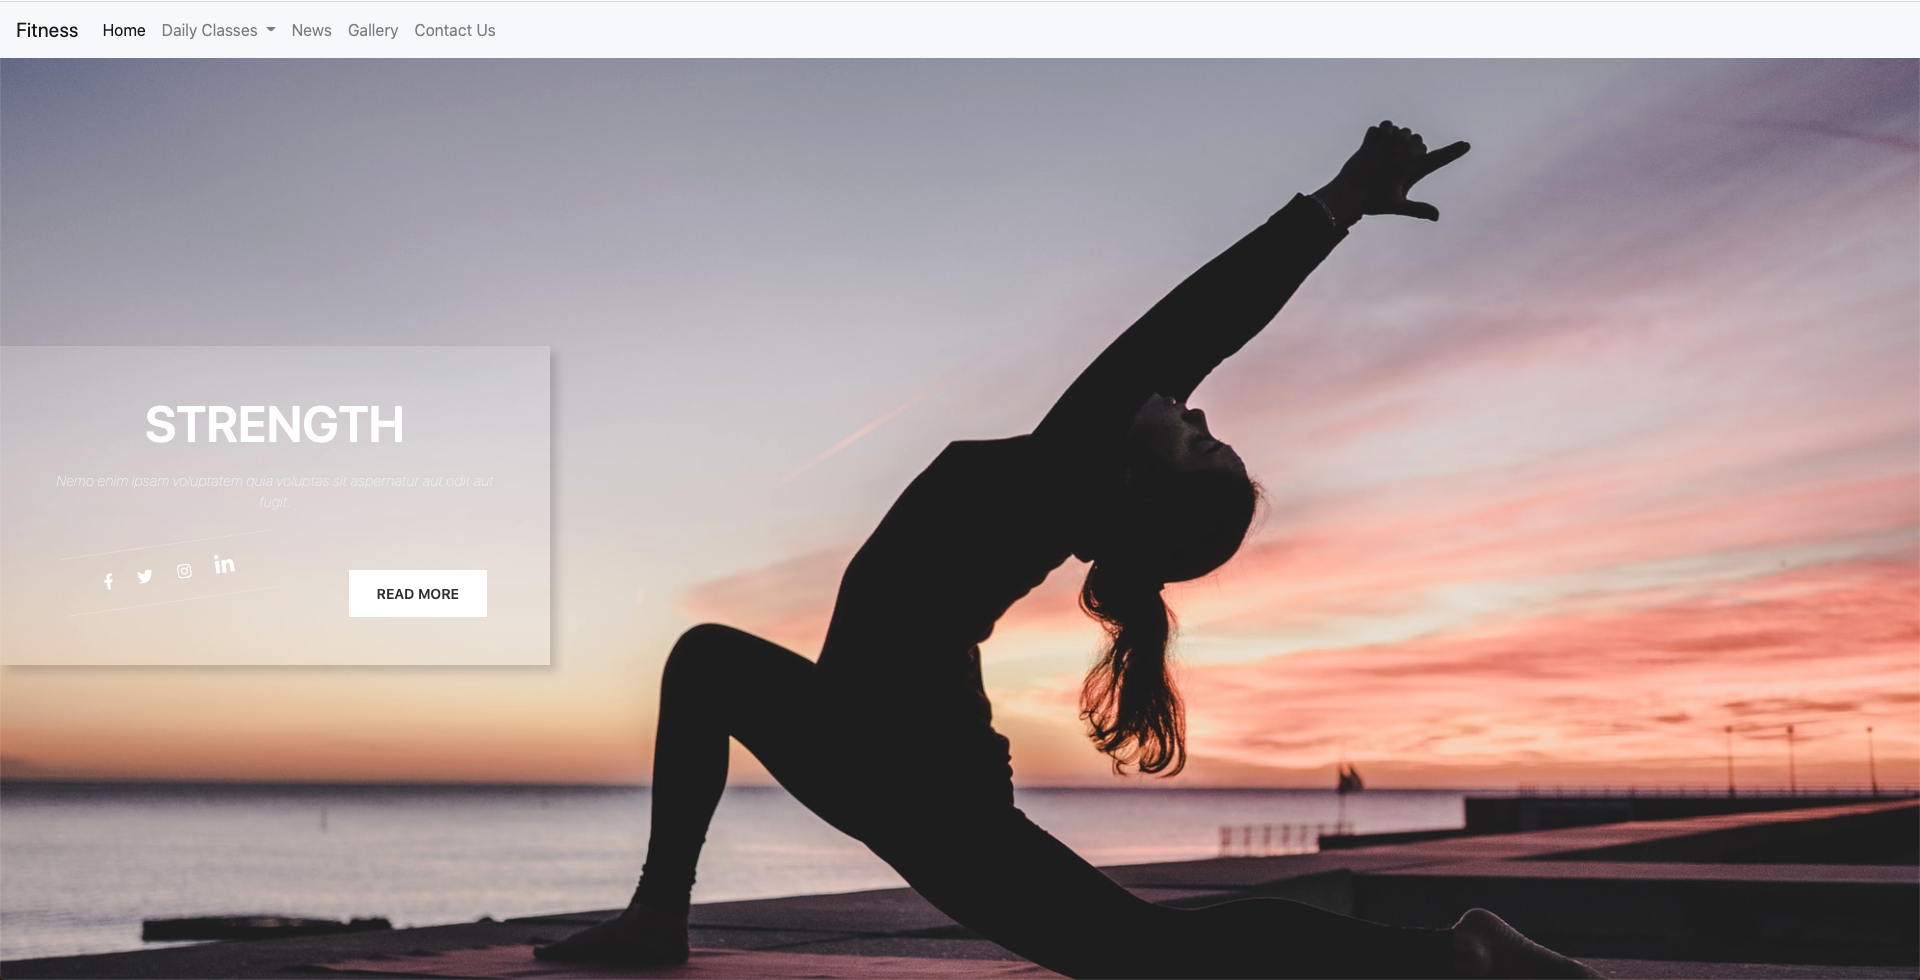 Fitness Home Daily Classes News Gallery Contact Us
STRENGTH
Nemo enim ipsam voluptatem quia voluptas sit aspernatur aut odit aut
fugit.
READ MORE